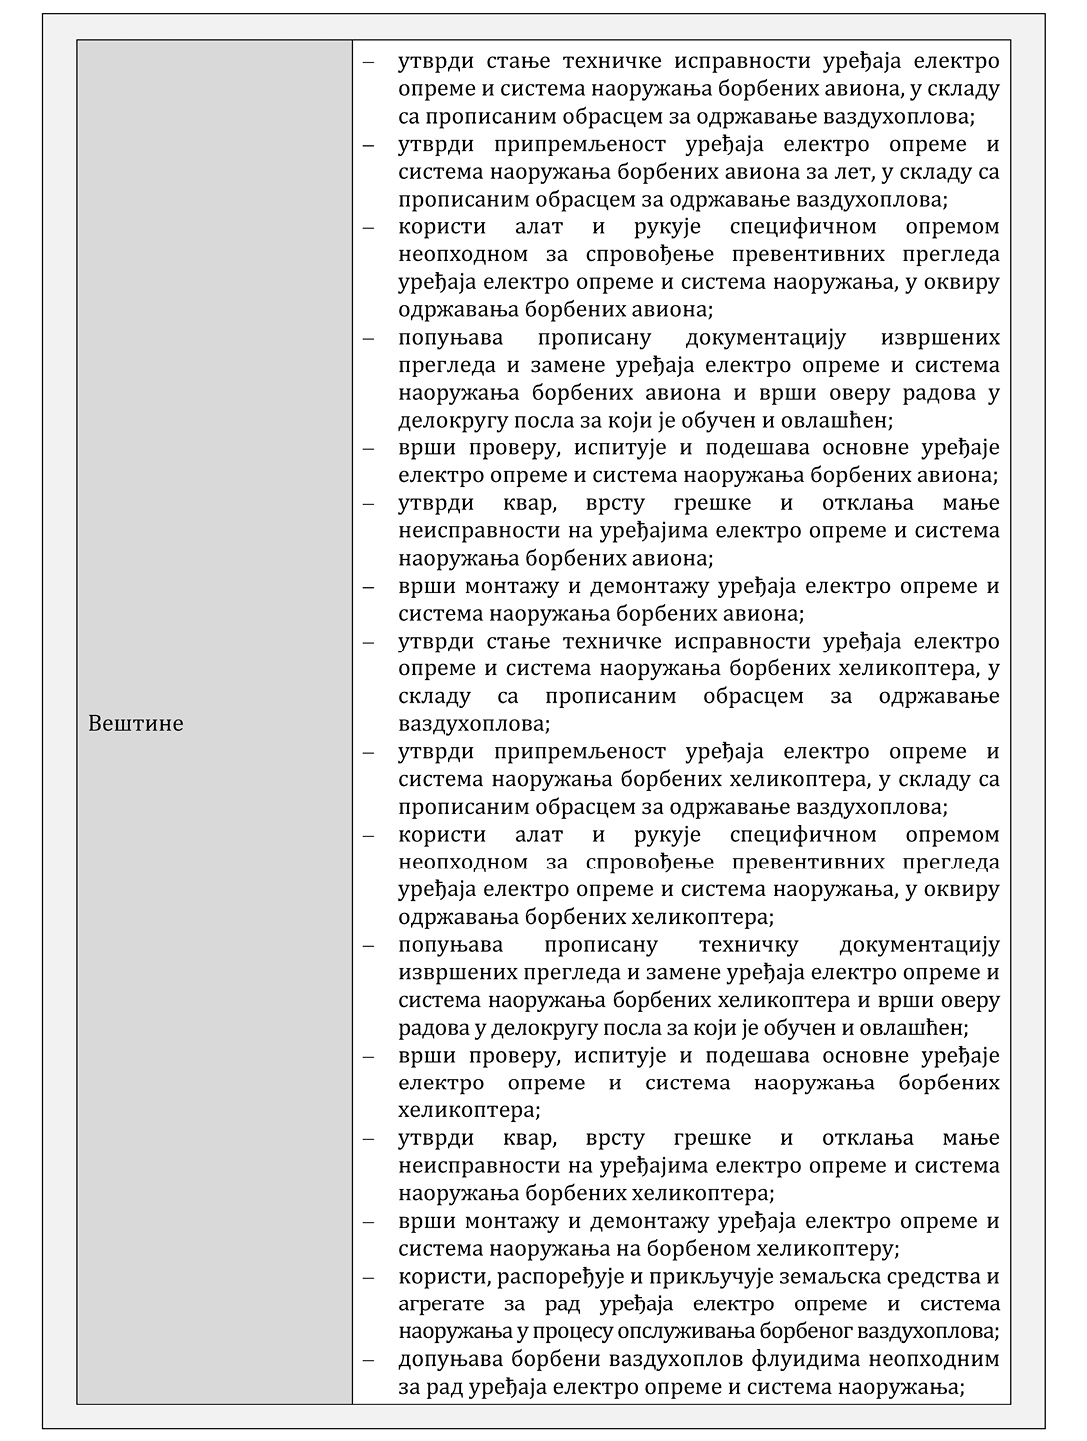 Вештине
– утврди стање техничке исправности уређаја електро
опреме и система наоружања борбених авиона, у складу
са прописаним обрасцем за одржавање ваздухоплова;
– утврди припремљеност уређаја електро опреме и
система наоружања борбених авиона за лет, у складу са
прописаним обрасцем за одржавање ваздухоплова;
– користи алат и рукује специфичном опремом
неопходном за спровођење превентивних прегледа
уређаја електро опреме и система наоружања, у оквиру
одржавања борбених авиона;
– попуњава прописану документацију извршених
прегледа и замене уређаја електро опреме и система
наоружања борбених авиона и врши оверу радова у
делокругу посла за који је обучен и овлашћен;
– врши проверу, испитује и подешава основне уређаје
електро опреме и система наоружања борбених авиона;
– утврди квар, врсту грешке и отклања мање
неисправности на уређајима електро опреме и система
наоружања борбених авиона;
– врши монтажу и демонтажу уређаја електро опреме и
система наоружања борбених авиона;
– утврди стање техничке исправности уређаја електро
опреме и система наоружања борбених хеликоптера, у
складу са прописаним обрасцем за одржавање
ваздухоплова;
– утврди припремљеност уређаја електро опреме и
система наоружања борбених хеликоптера, у складу са
прописаним обрасцем за одржавање ваздухоплова;
– користи алат и рукује специфичном опремом
неопходном за спровођење превентивних прегледа
уређаја електро опреме и система наоружања, у оквиру
одржавања борбених хеликоптера;
– попуњава прописану техничку документацију
извршених прегледа и замене уређаја електро опреме и
система наоружања борбених хеликоптера и врши оверу
радова у делокругу посла за који је обучен и овлашћен;
– врши проверу, испитује и подешава основне уређаје
електро опреме и система наоружања борбених
хеликоптера;
– утврди квар, врсту грешке и отклања мање
неисправности на уређајима електро опреме и система
наоружања борбених хеликоптера;
– врши монтажу и демонтажу уређаја електро опреме и
система наоружања на борбеном хеликоптеру;
– користи, распоређује и прикључује земаљска средства и
агрегате за рад уређаја електро опреме и система
наоружања у процесу опслуживања борбеног ваздухоплова;
– допуњава борбени ваздухоплов флуидима неопходним
за рад уређаја електро опреме и система наоружања;